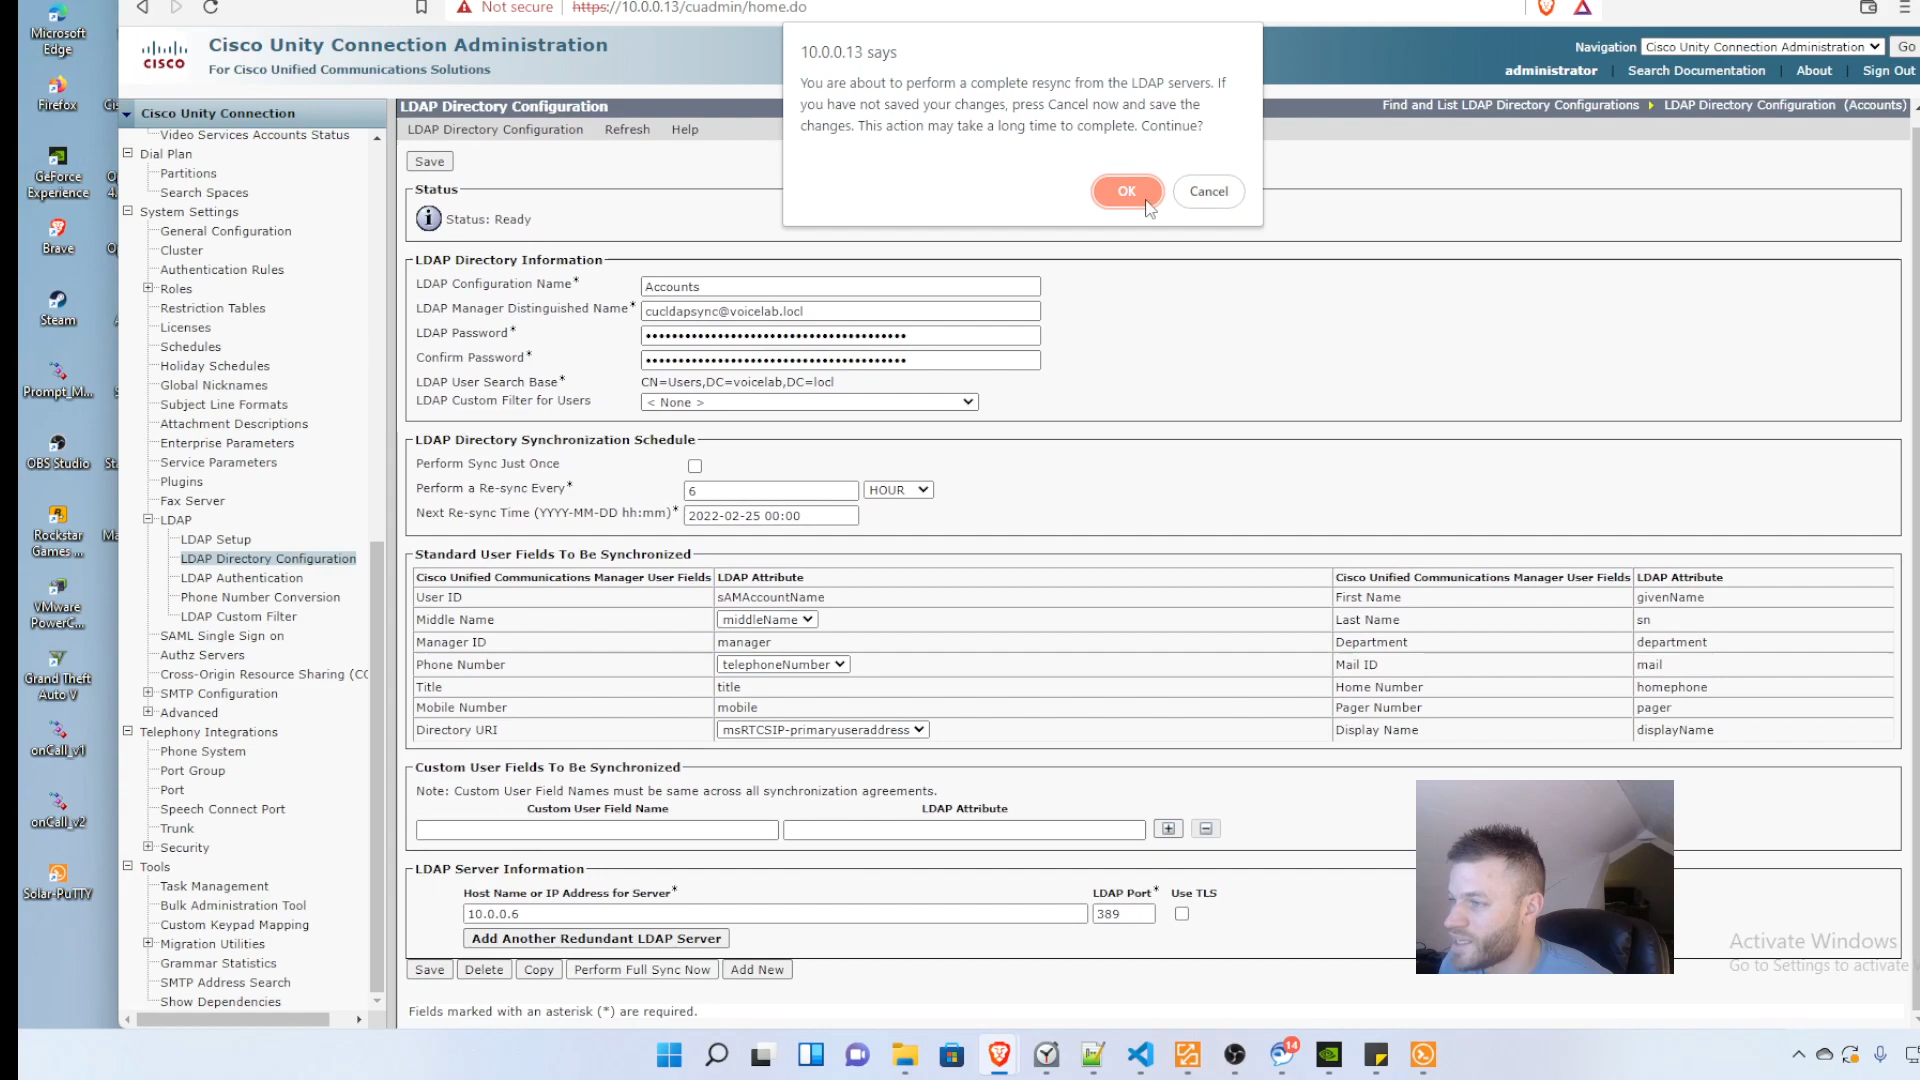 Microsoft
Edge
Firefox
GeForce
Experience
Brave
Steam
Prompt_M...
OBS Studio
Rockstar
Games ...
VMware
PowerC...
Grand Theft
Auto V
onCall_v1
onCall_v2
Solar-PuTTY
Not secure | https://10.0.0.13/cuadmin/home.do
CISCO
Cisco Unity Connection Administration
For Cisco Unified Communications Solutions
Navigation Cisco Unity Connection Administration Go
administrator | Search Documentation | About | Sign Out
10.0.0.13 says
You are about to perform a complete resync from the LDAP servers. If
you have not saved your changes, press Cancel now and save the
changes. This action may take a long time to complete. Continue?
OK Cancel
Cisco Unity Connection
Video Services Accounts Status
Dial Plan
Partitions
Search Spaces
System Settings
General Configuration
Cluster
Authentication Rules
Roles
Restriction Tables
Licenses
Schedules
Holiday Schedules
Global Nicknames
Subject Line Formats
Attachment Descriptions
Enterprise Parameters
Service Parameters
Plugins
Fax Server
LDAP
LDAP Setup
LDAP Directory Configuration
LDAP Authentication
Phone Number Conversion
LDAP Custom Filter
SAML Single Sign on
Authz Servers
Cross-Origin Resource Sharing (CO
SMTP Configuration
Advanced
Telephony Integrations
Phone System
Port Group
Port
Speech Connect Port
Trunk
Security
Tools
Task Management
Bulk Administration Tool
Custom Keypad Mapping
Migration Utilities
Grammar Statistics
SMTP Address Search
Show Dependencies
LDAP Directory Configuration
Find and List LDAP Directory Configurations LDAP Directory Configuration (Accounts)
LDAP Directory Configuration Refresh Help
Save
Status
Status: Ready
LDAP Directory Information
LDAP Configuration Name* Accounts
LDAP Manager Distinguished Name* cucldapsync@voicelab.locl
LDAP Password* ••••••••••••••••••••••••••••••••••••••••
Confirm Password* ••••••••••••••••••••••••••••••••••••••••
LDAP User Search Base* CN=Users,DC=voicelab,DC=locl
LDAP Custom Filter for Users < None >
LDAP Directory Synchronization Schedule
Perform Sync Just Once
Perform a Re-sync Every* 6 HOUR
Next Re-sync Time (YYYY-MM-DD hh:mm)* 2022-02-25 00:00
Standard User Fields To Be Synchronized
Cisco Unified Communications Manager User Fields LDAP Attribute Cisco Unified Communications Manager User Fields LDAP Attribute
User ID sAMAccountName First Name givenName
Middle Name middleName Last Name sn
Manager ID manager Department department
Phone Number telephoneNumber Mail ID mail
Title title Home Number homephone
Mobile Number mobile Pager Number pager
Directory URI msRTCSIP-primaryuseraddress Display Name displayName
Custom User Fields To Be Synchronized
Note: Custom User Field Names must be same across all synchronization agreements.
Custom User Field Name LDAP Attribute
LDAP Server Information
Host Name or IP Address for Server* LDAP Port* Use TLS
10.0.0.6 389
Add Another Redundant LDAP Server
Save Delete Copy Perform Full Sync Now Add New
Fields marked with an asterisk (*) are required.
Activate Windows
Go to Settings to activate
14